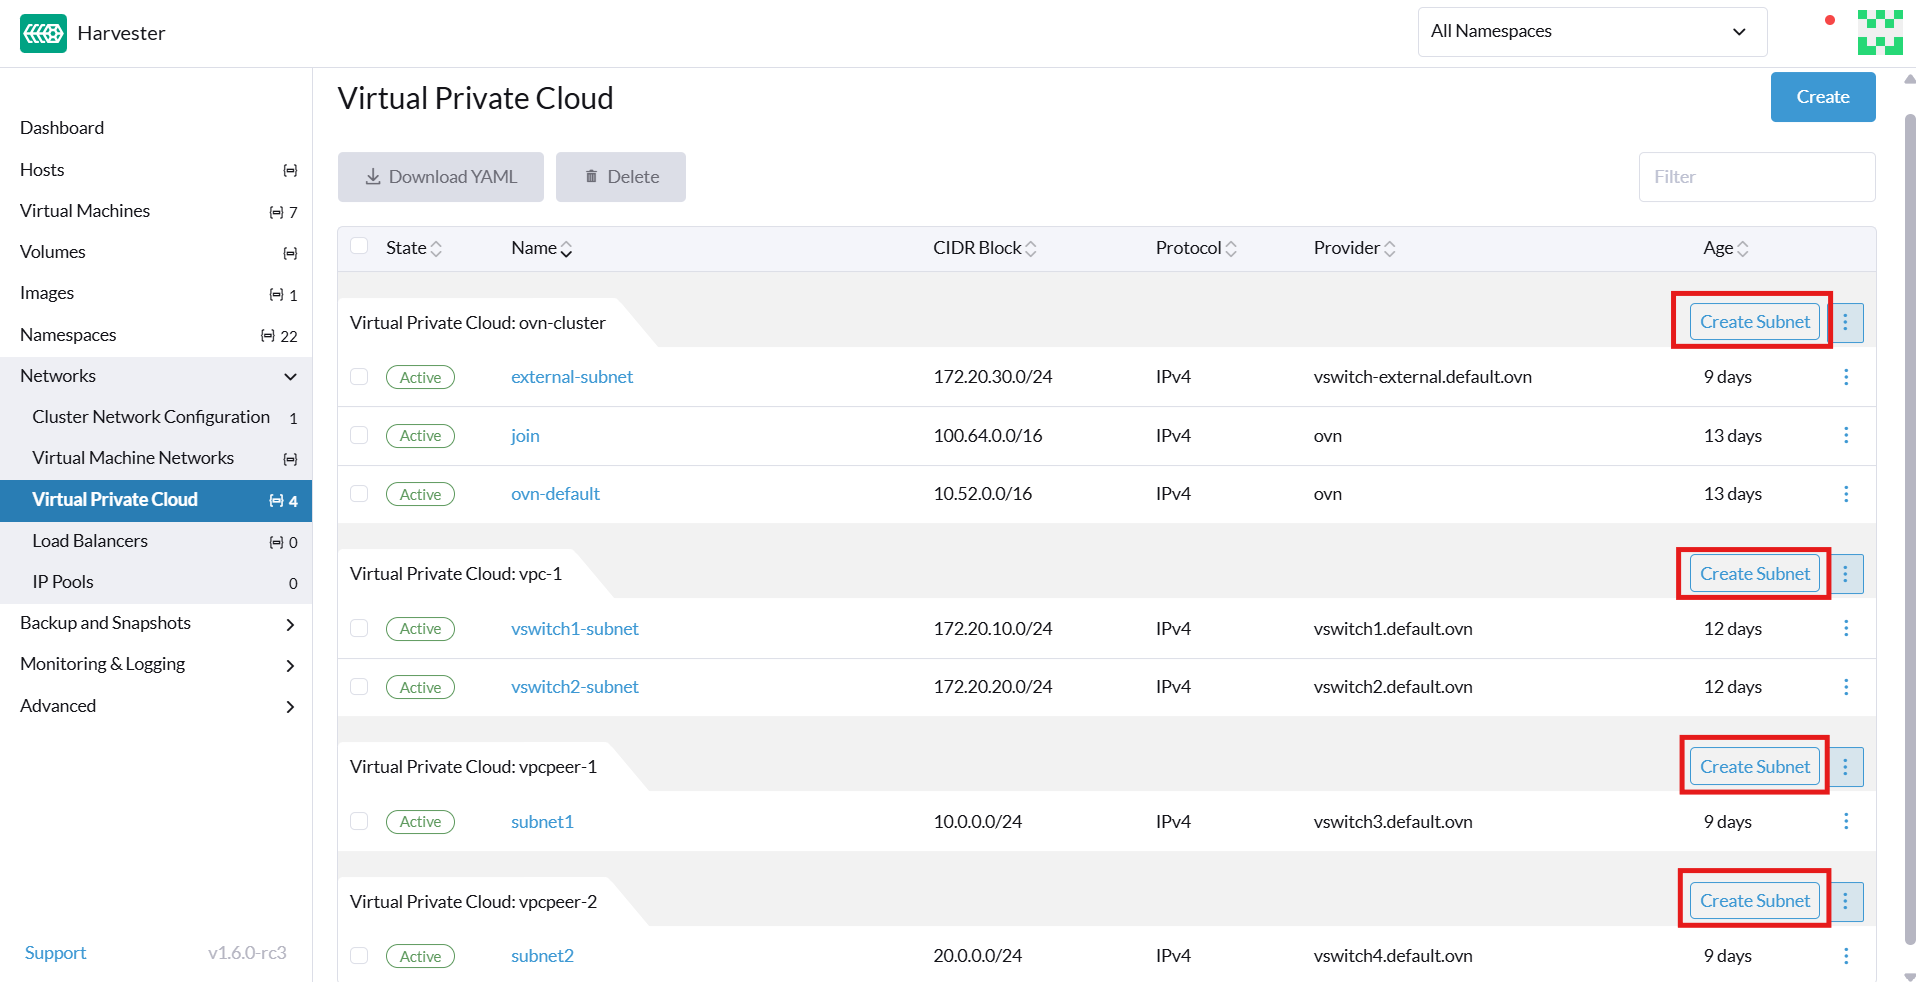 Harvester
All Namespaces
Dashboard
Hosts
Virtual Machines 7
Volumes
Images 1
Namespaces 22
Networks
Cluster Network Configuration 1
Virtual Machine Networks
Virtual Private Cloud 4
Load Balancers 0
IP Pools 0
Backup and Snapshots
Monitoring & Logging
Advanced
Support v1.6.0-rc3
Virtual Private Cloud
Create
Download YAML Delete
Filter
State Name CIDR Block Protocol Provider Age
Virtual Private Cloud: ovn-cluster Create Subnet
Active external-subnet 172.20.30.0/24 IPv4 vswitch-external.default.ovn 9 days
Active join 100.64.0.0/16 IPv4 ovn 13 days
Active ovn-default 10.52.0.0/16 IPv4 ovn 13 days
Virtual Private Cloud: vpc-1 Create Subnet
Active vswitch1-subnet 172.20.10.0/24 IPv4 vswitch1.default.ovn 12 days
Active vswitch2-subnet 172.20.20.0/24 IPv4 vswitch2.default.ovn 12 days
Virtual Private Cloud: vpcpeer-1 Create Subnet
Active subnet1 10.0.0.0/24 IPv4 vswitch3.default.ovn 9 days
Virtual Private Cloud: vpcpeer-2 Create Subnet
Active subnet2 20.0.0.0/24 IPv4 vswitch4.default.ovn 9 days